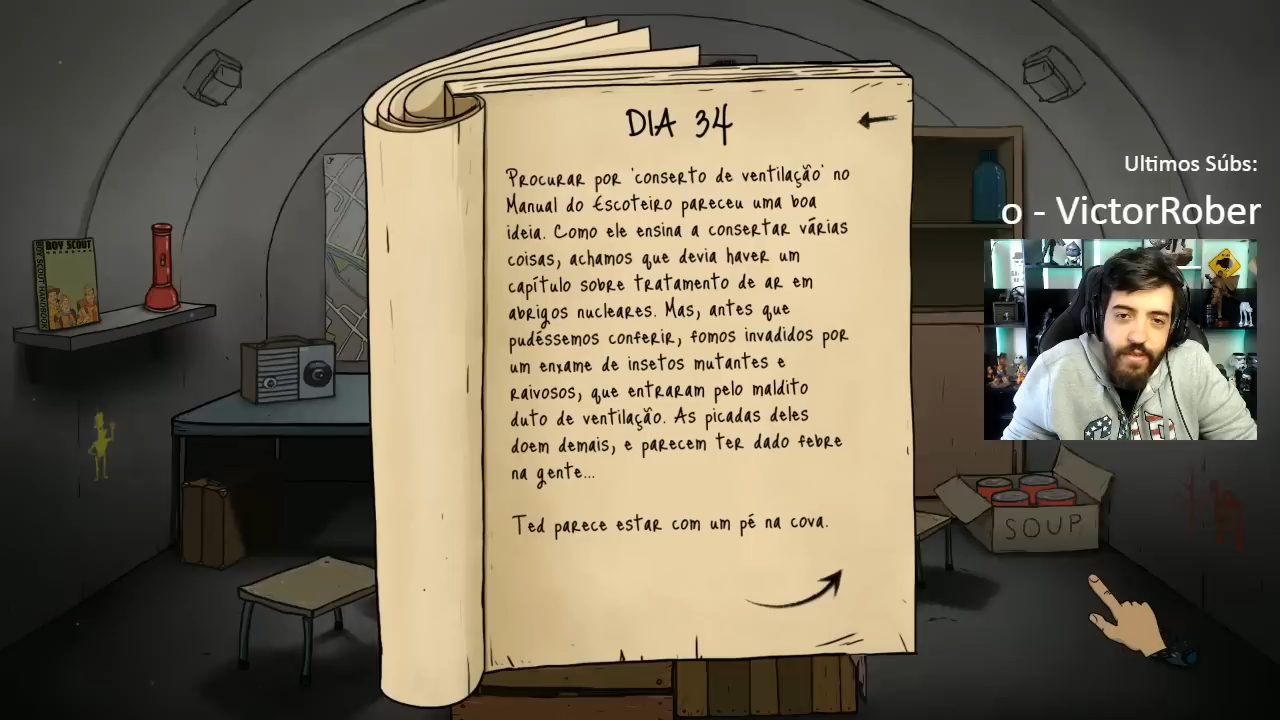 DIA 34
Procurar por 'conserto de ventilação' no
Manual do Escoteiro pareceu uma boa
ideia. Como ele ensina a consertar várias
coisas, achamos que devia haver um
capítulo sobre tratamento de ar em
abrigos nucleares. Mas, antes que
pudéssemos conferir, fomos invadidos por
um enxame de insetos mutantes e
raivosos, que entraram pelo maldito
duto de ventilação. As picadas deles
doem demais, e parecem ter dado febre
na gente...
Ted parece estar com um pé na cova.
Ultimos Súbs:
o - VictorRober
BOY SCOUT
BOY SCOUT HANDBOOK
SOUP